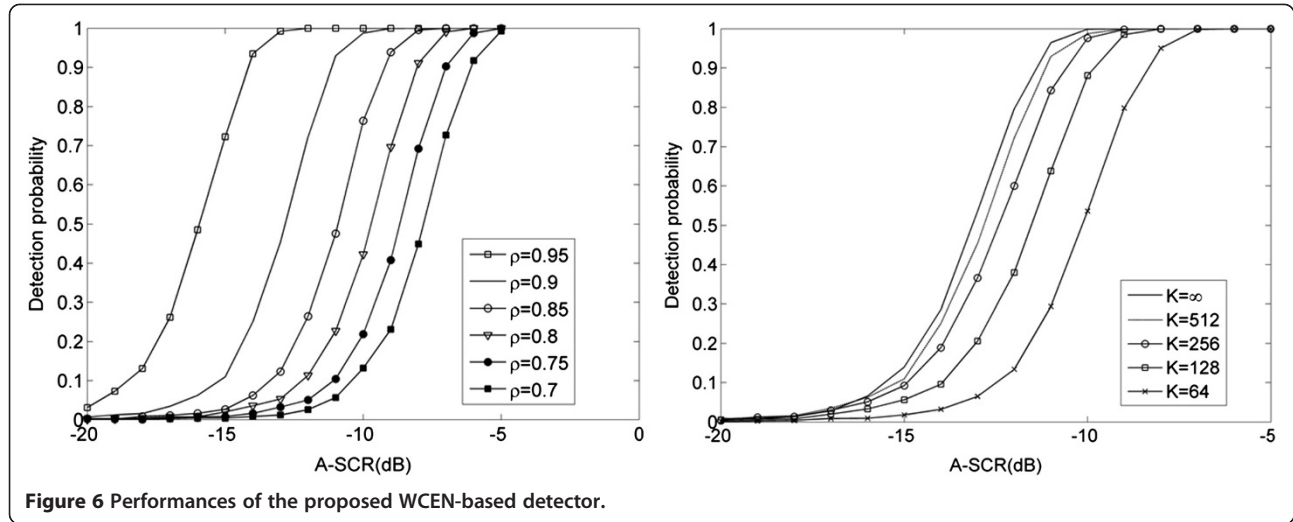 1
0.9
0.8
0.7
0.6
0.5
0.4
0.3
0.2
0.1
0
Detection probability
-20
-15
-10
-5
0
A-SCR(dB)
ρ=0.95
ρ=0.9
ρ=0.85
ρ=0.8
ρ=0.75
ρ=0.7
1
0.9
0.8
0.7
0.6
0.5
0.4
0.3
0.2
0.1
0
Detection probability
-20
-15
-10
-5
A-SCR(dB)
K=∞
K=512
K=256
K=128
K=64
Figure 6 Performances of the proposed WCEN-based detector.